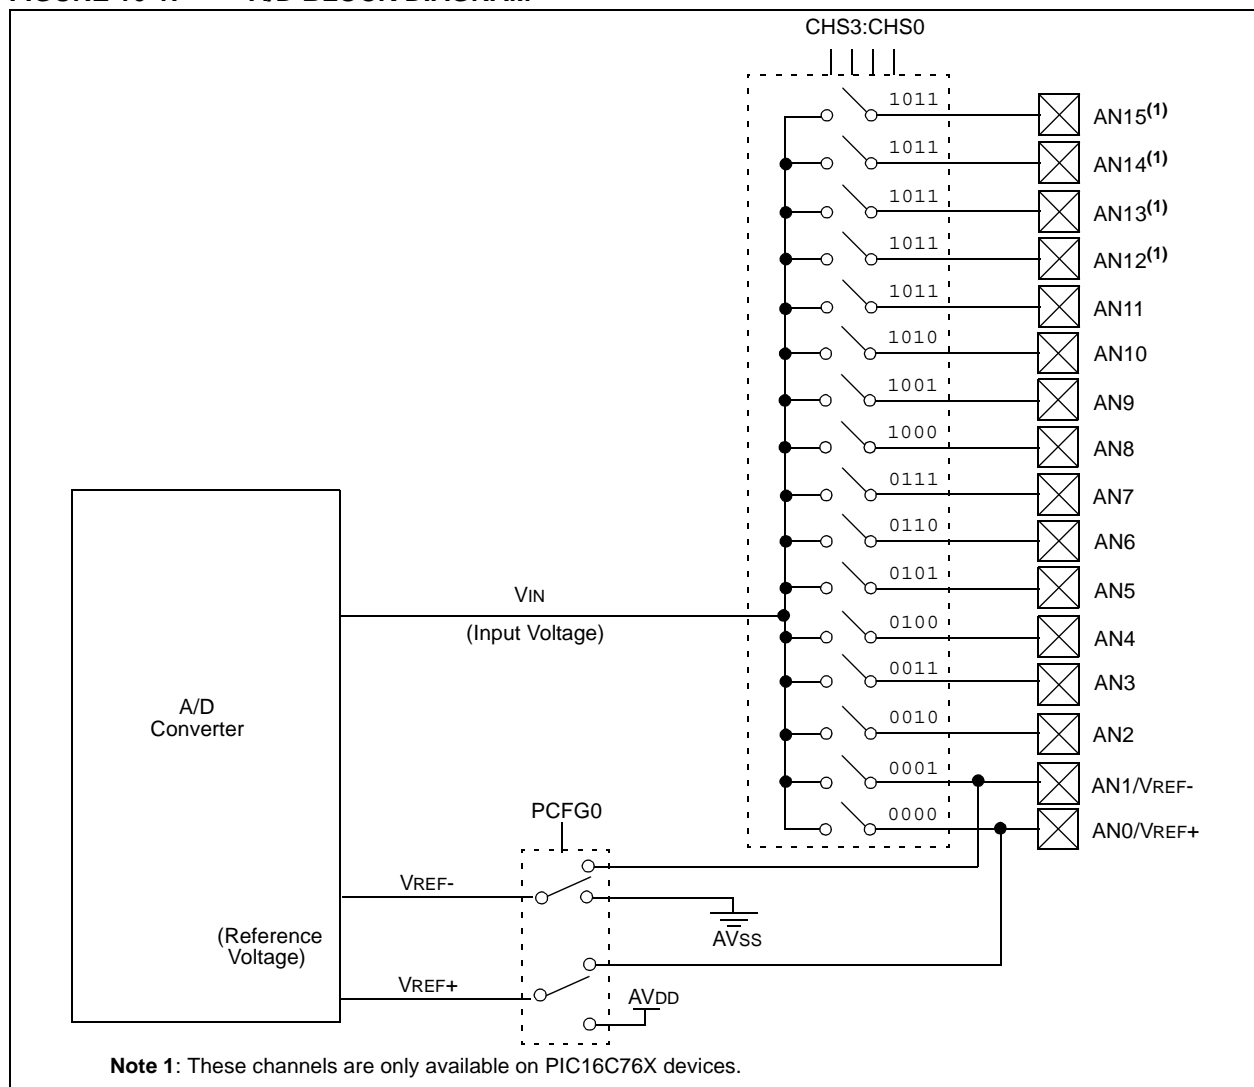 CHS3:CHS0
1011
AN15(1)
1011
AN14(1)
1011
AN13(1)
1011
AN12(1)
1011
AN11
1010
AN10
1001
AN9
1000
AN8
0111
AN7
0110
AN6
0101
AN5
VIN
(Input Voltage)
0100
AN4
0011
AN3
A/D
Converter
0010
AN2
0001
AN1/VREF-
PCFG0
0000
AN0/VREF+
VREF-
(Reference
Voltage)
AVSS
VREF+
AVDD
Note 1: These channels are only available on PIC16C76X devices.